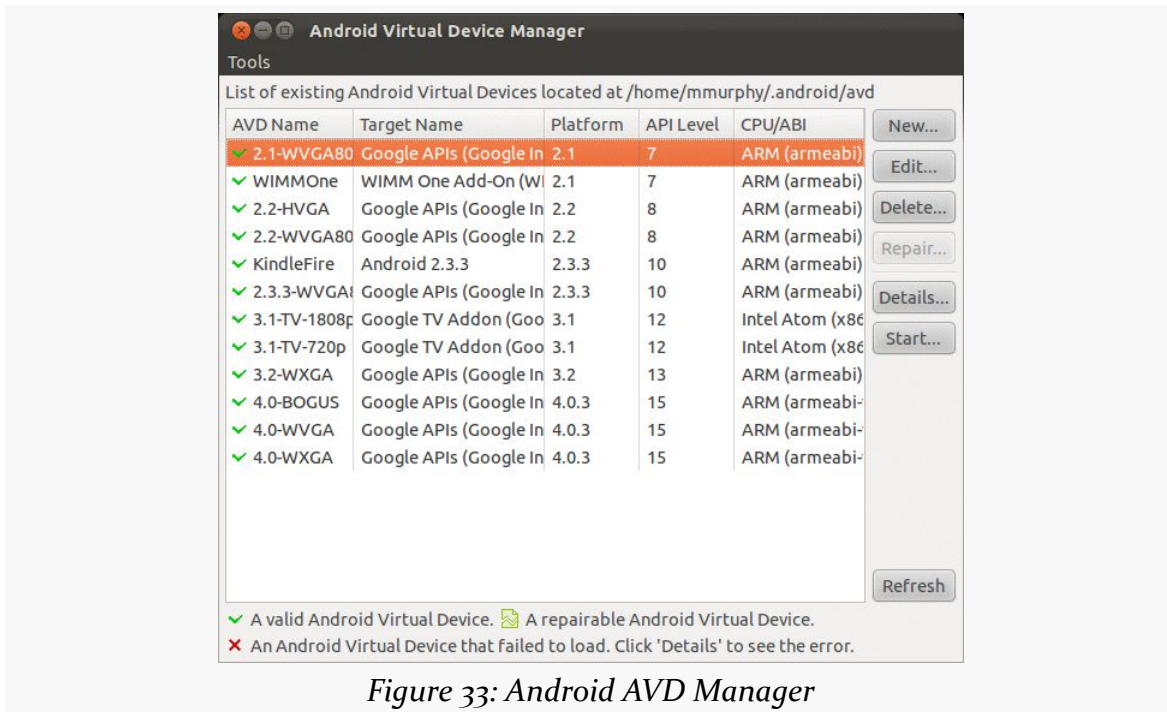 Android Virtual Device Manager
Tools
List of existing Android Virtual Devices located at /home/mmurphy/.android/avd
AVD Name Target Name Platform API Level CPU/ABI
2.1-WVGA80 Google APIs (Google In 2.1 7 ARM (armeabi)
WIMMOne WIMM One Add-On (WI 2.1 7 ARM (armeabi)
2.2-HVGA Google APIs (Google In 2.2 8 ARM (armeabi)
2.2-WVGA80 Google APIs (Google In 2.2 8 ARM (armeabi)
KindleFire Android 2.3.3 2.3.3 10 ARM (armeabi)
2.3.3-WVGA8 Google APIs (Google In 2.3.3 10 ARM (armeabi)
3.1-TV-1808p Google TV Addon (Goo 3.1 12 Intel Atom (x86
3.1-TV-720p Google TV Addon (Goo 3.1 12 Intel Atom (x86
3.2-WXGA Google APIs (Google In 3.2 13 ARM (armeabi)
4.0-BOGUS Google APIs (Google In 4.0.3 15 ARM (armeabi-
4.0-WVGA Google APIs (Google In 4.0.3 15 ARM (armeabi-
4.0-WXGA Google APIs (Google In 4.0.3 15 ARM (armeabi-
New...
Edit...
Delete...
Repair...
Details...
Start...
Refresh
A valid Android Virtual Device. A repairable Android Virtual Device.
An Android Virtual Device that failed to load. Click 'Details' to see the error.
Figure 33: Android AVD Manager